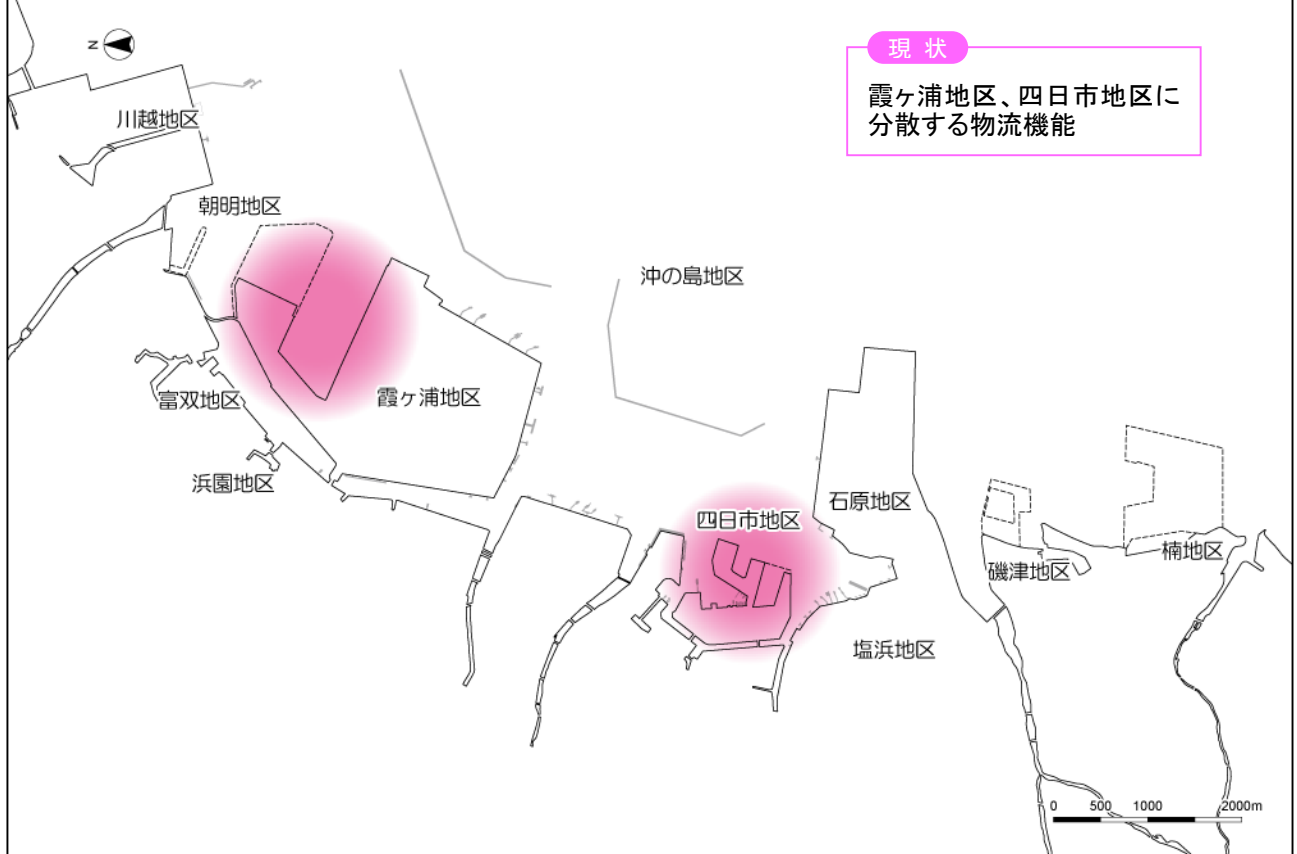 N
現 状
霞ヶ浦地区、四日市地区に
分散する物流機能
川越地区
朝明地区
沖の島地区
富双地区
霞ヶ浦地区
浜園地区
四日市地区
石原地区
磯津地区
楠地区
塩浜地区
0 500 1000 2000m